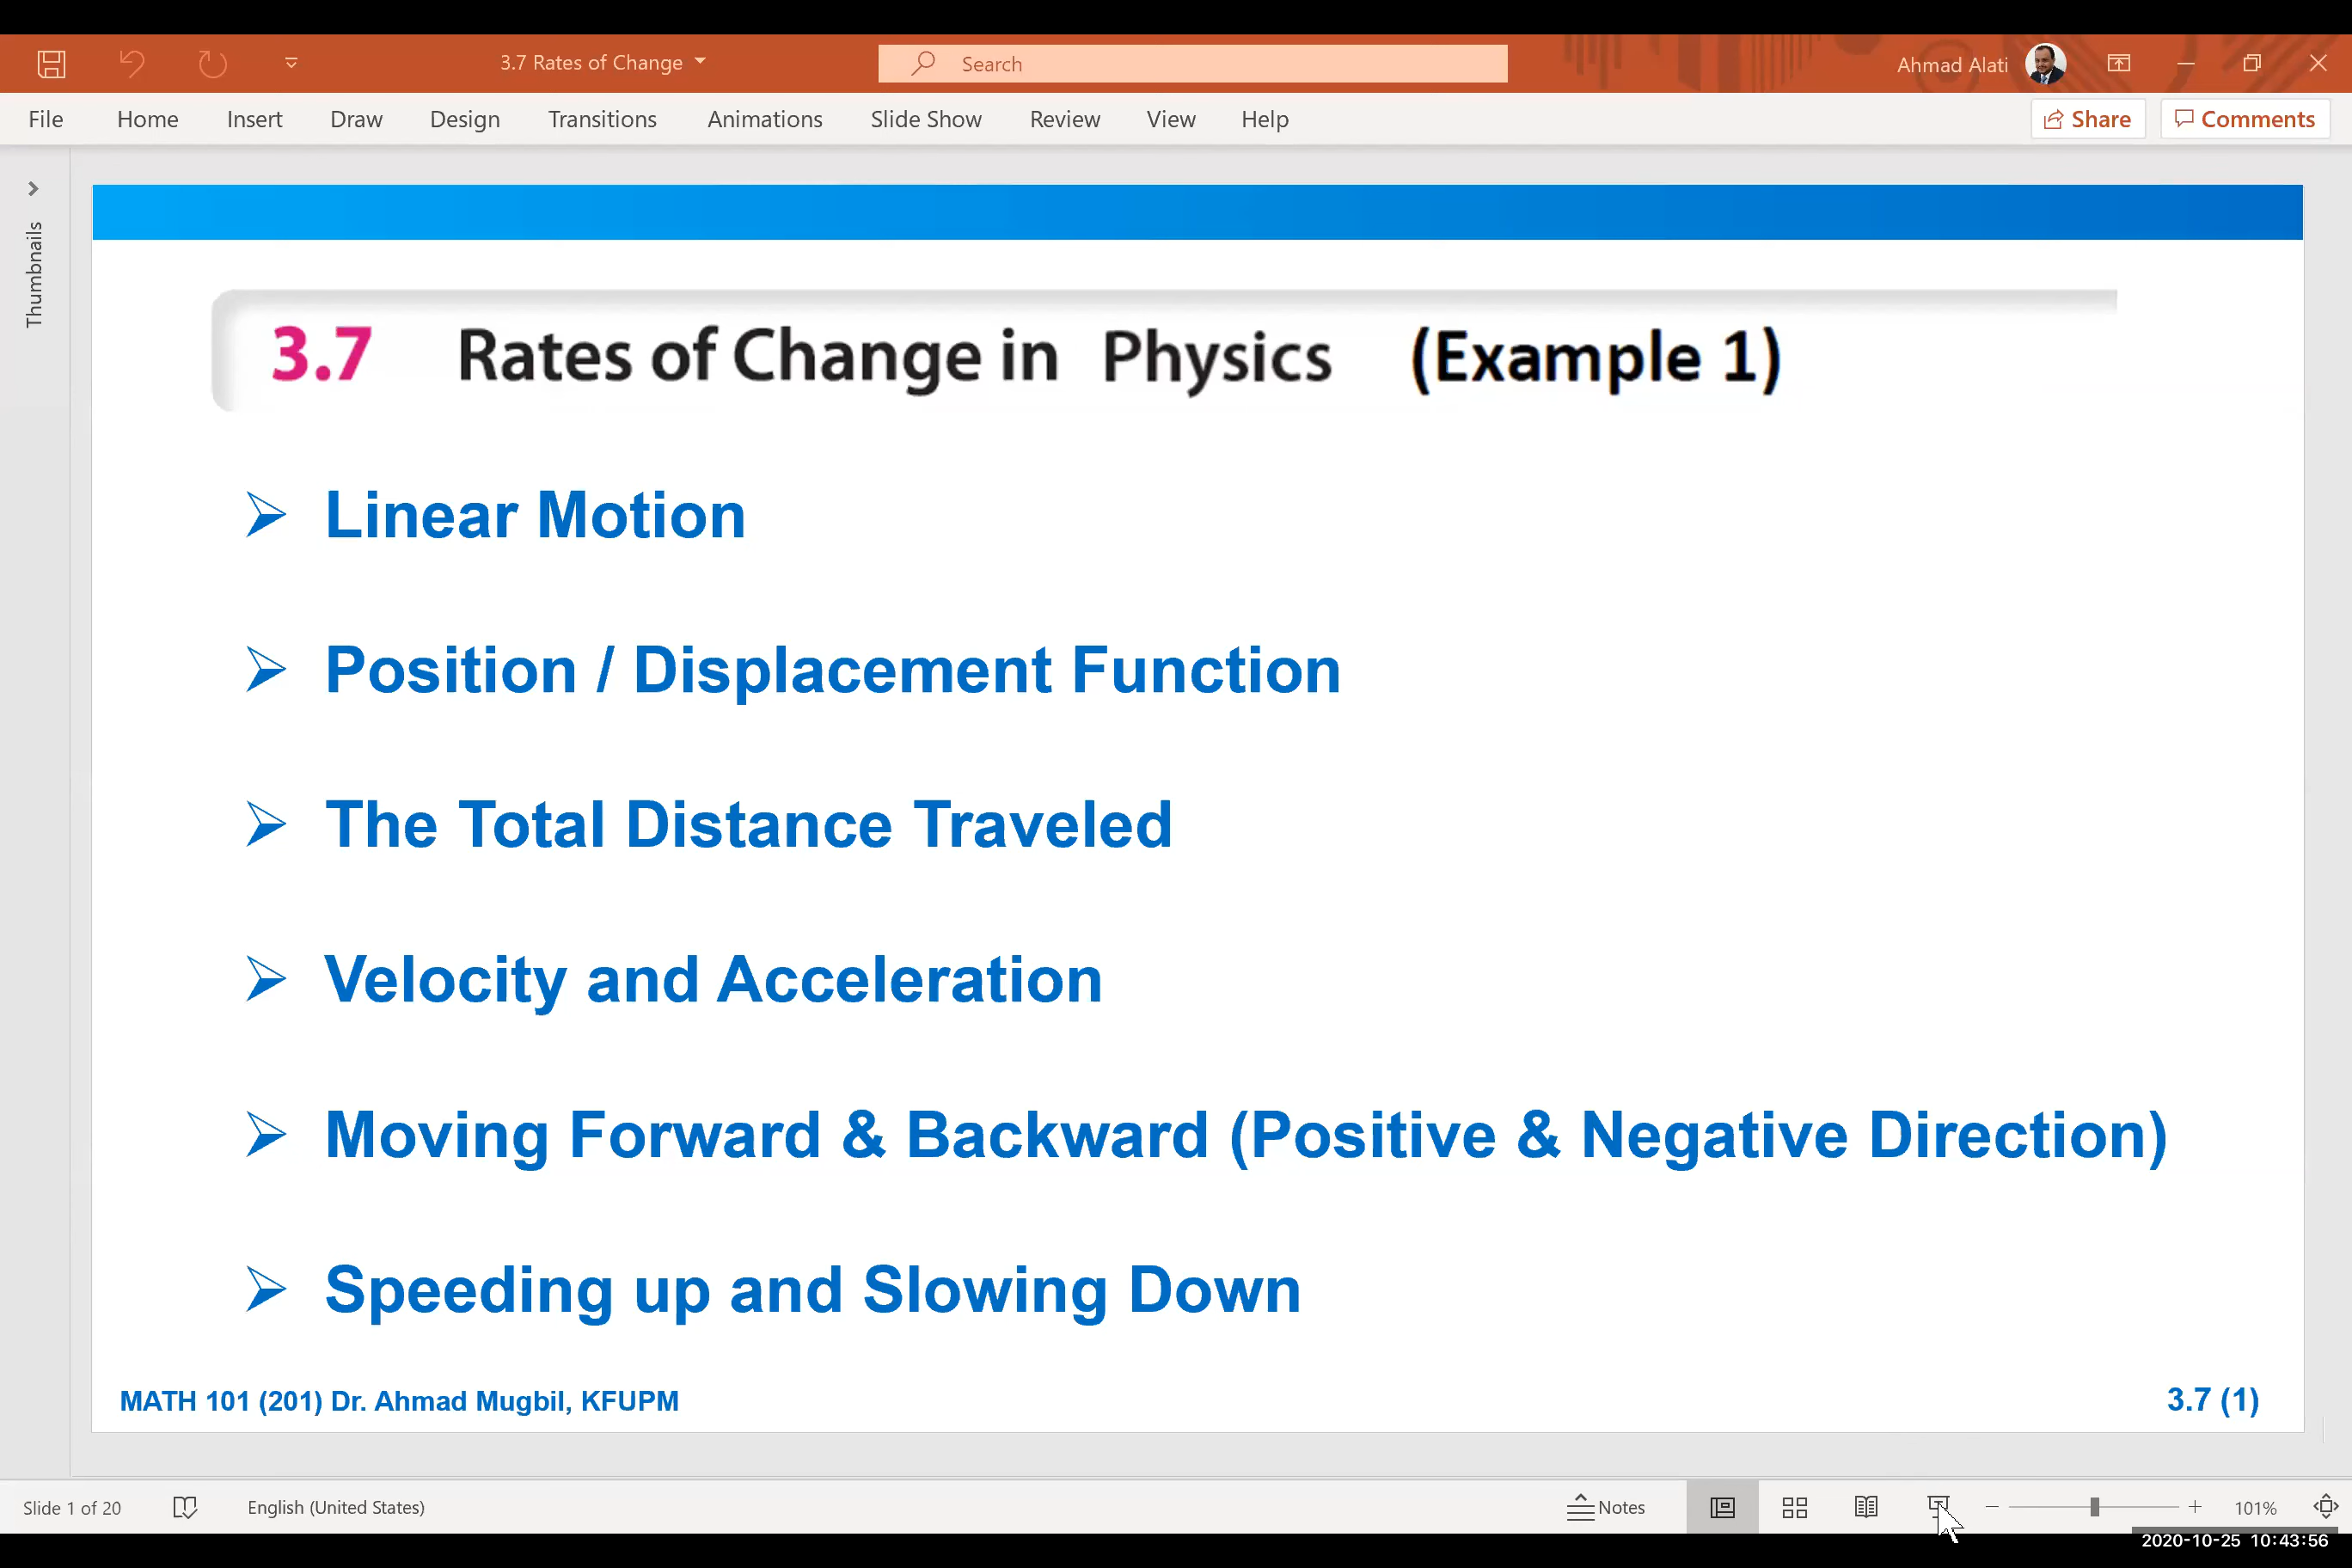 3.7 Rates of Change
Search
Ahmad Alati
File Home Insert Draw Design Transitions Animations Slide Show Review View Help Share Comments
Thumbnails
3.7 Rates of Change in Physics (Example 1)
Linear Motion
Position / Displacement Function
The Total Distance Traveled
Velocity and Acceleration
Moving Forward & Backward (Positive & Negative Direction)
Speeding up and Slowing Down
MATH 101 (201) Dr. Ahmad Mugbil, KFUPM 3.7 (1)
Slide 1 of 20 English (United States) Notes 101%
2020-10-25 10:43:56